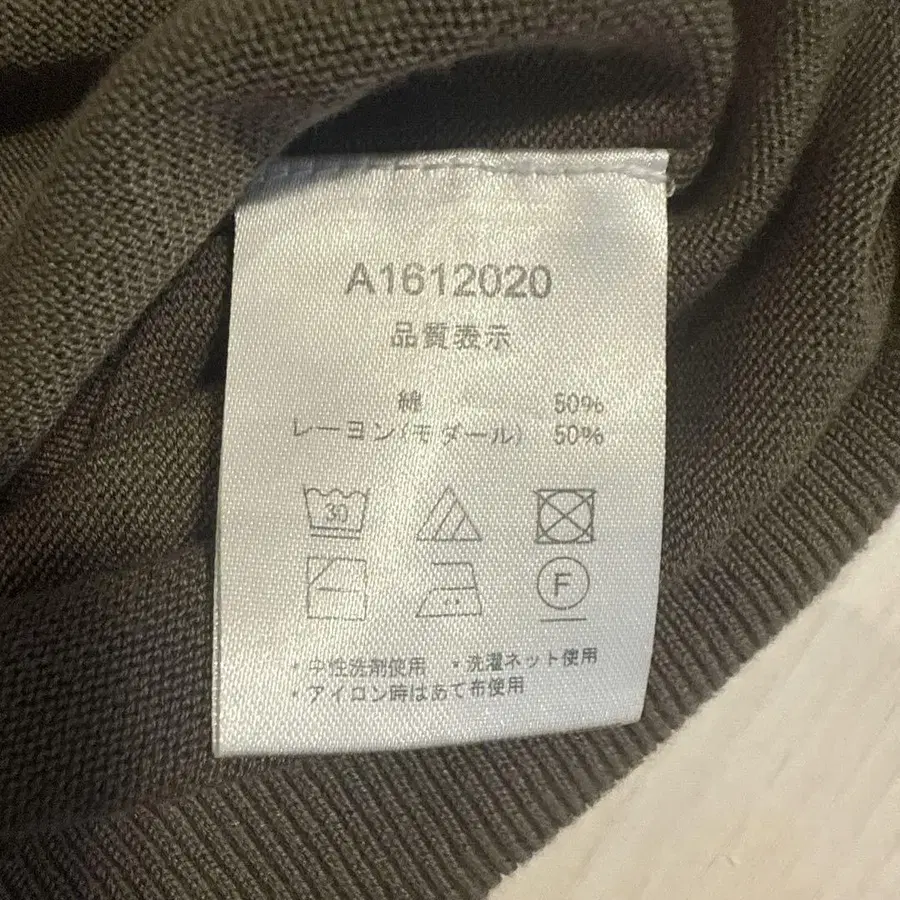 A1612020
品質表示
綿 50%
レーヨン(モダール) 50%
30
F
・中性洗剤使用 ・洗濯ネット使用
・アイロン時はあて布使用